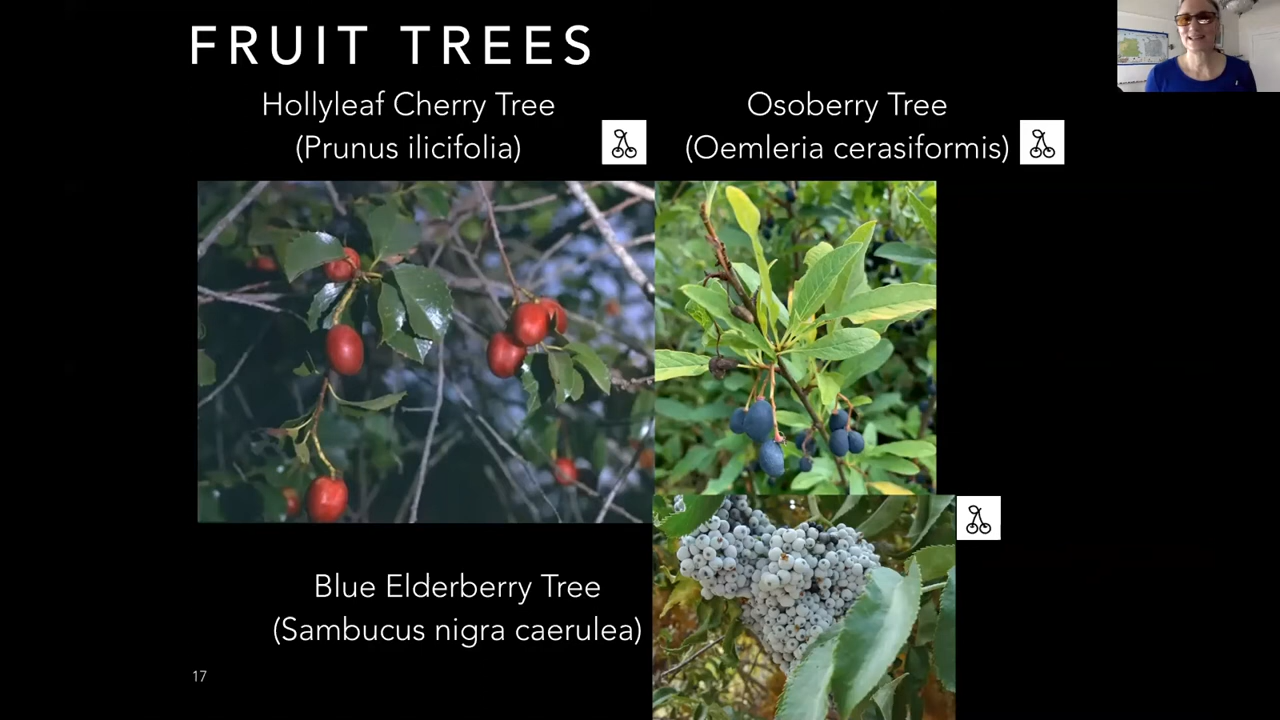 FRUIT TREES
Hollyleaf Cherry Tree
(Prunus ilicifolia)
Osoberry Tree
(Oemleria cerasiformis)
Blue Elderberry Tree
(Sambucus nigra caerulea)
17